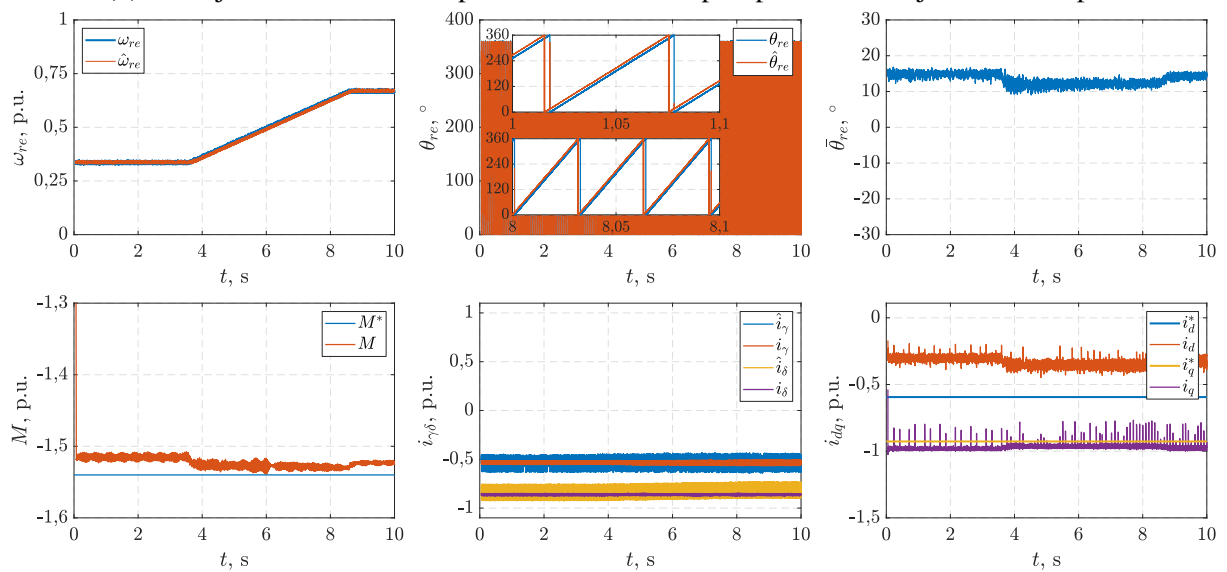 1
0,75
0,5
0,25
0
0 2 4 6 8 10
ω_re, p.u.
t, s
ω_re
ω̂_re
400
300
200
100
0
0 2 4 6 8 10
θ_re, °
t, s
θ_re
θ̂_re
360
240
120
0
1 1,05 1,1
360
240
120
0
8 8,05 8,1
30
20
10
0
-10
-20
-30
0 2 4 6 8 10
θ̄_re, °
t, s
-1,3
-1,4
-1,5
-1,6
0 2 4 6 8 10
M, p.u.
t, s
M*
M
1
0,5
0
-0,5
-1
0 2 4 6 8 10
i_γδ, p.u.
t, s
î_γ
i_γ
î_δ
i_δ
0
-0,5
-1
-1,5
0 2 4 6 8 10
i_dq, p.u.
t, s
i_d*
i_d
i_q*
i_q